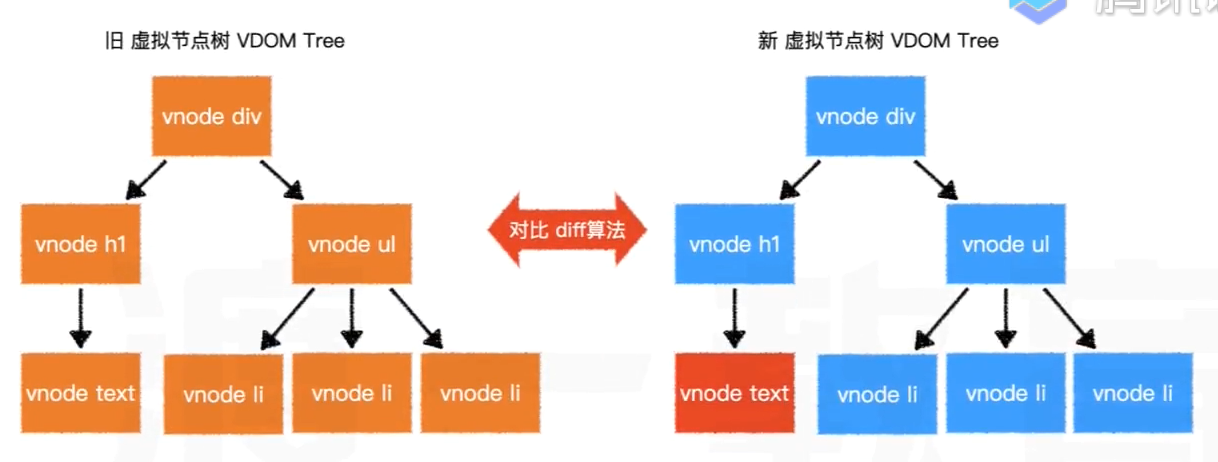 旧 虚拟节点树 VDOM Tree
新 虚拟节点树 VDOM Tree
vnode div
vnode div
vnode h1
vnode ul
对比 diff算法
vnode h1
vnode ul
vnode text
vnode li
vnode li
vnode li
vnode text
vnode li
vnode li
vnode li